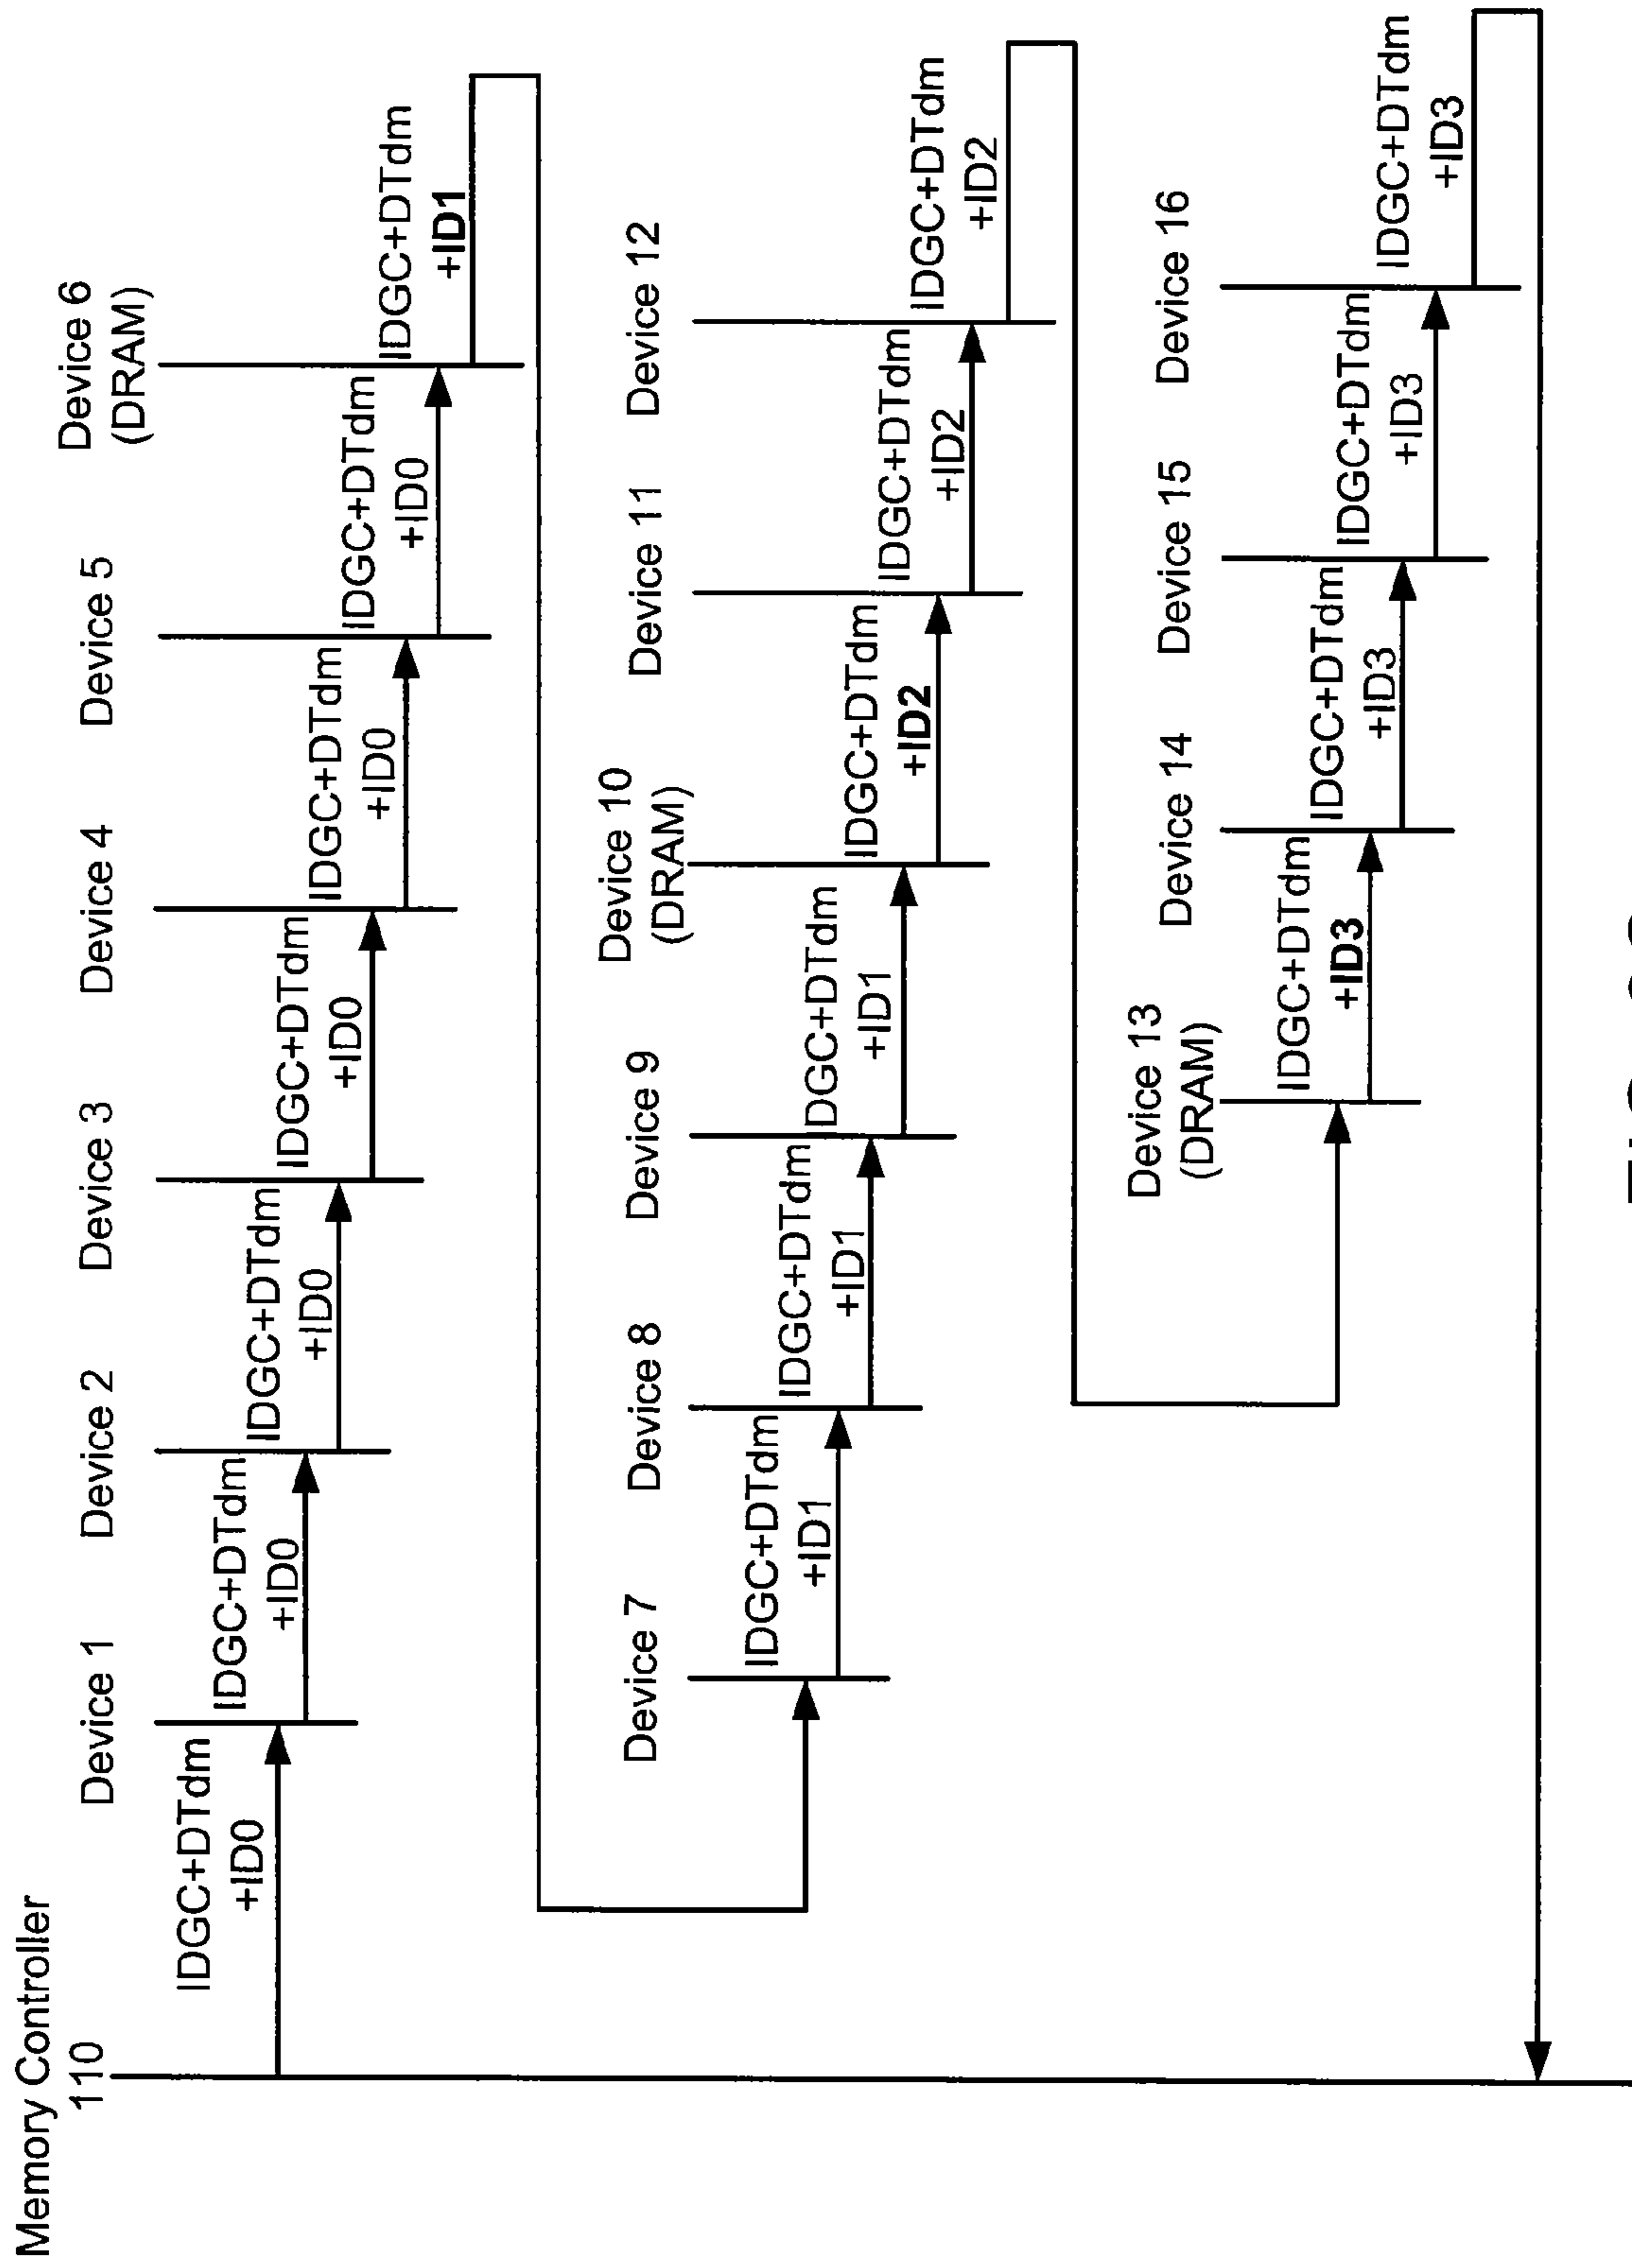 Memory Controller
110
Device 1
Device 2
Device 3
Device 4
Device 5
Device 6
(DRAM)
IDGC+DTdm
+ID0
IDGC+DTdm
+ID0
IDGC+DTdm
+ID0
IDGC+DTdm
+ID0
IDGC+DTdm
+ID0
IDGC+DTdm
+ID0
IDGC+DTdm
+ID1
Device 7
Device 8
Device 9
Device 10
(DRAM)
Device 11
Device 12
IDGC+DTdm
+ID1
IDGC+DTdm
+ID1
IDGC+DTdm
+ID1
IDGC+DTdm
+ID2
IDGC+DTdm
+ID2
IDGC+DTdm
+ID2
Device 13
(DRAM)
Device 14
Device 15
Device 16
IDGC+DTdm
+ID3
IDGC+DTdm
+ID3
IDGC+DTdm
+ID3
IDGC+DTdm
+ID3